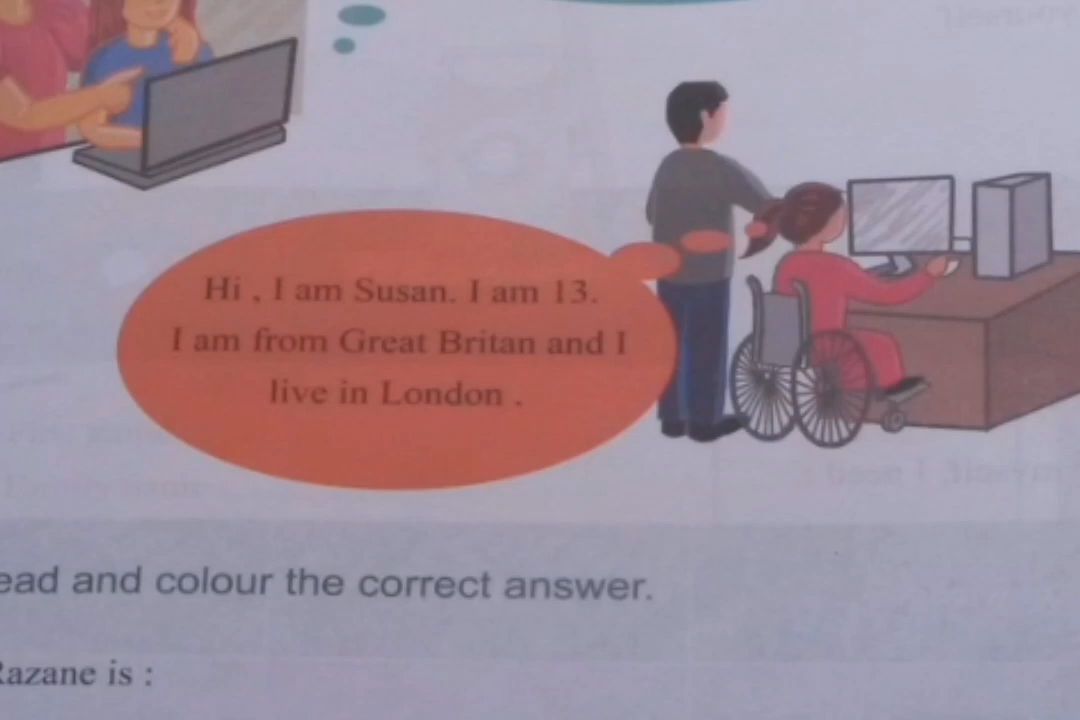 Hi , I am Susan. I am 13.
I am from Great Britan and I
live in London .
ead and colour the correct answer.
Razane is :